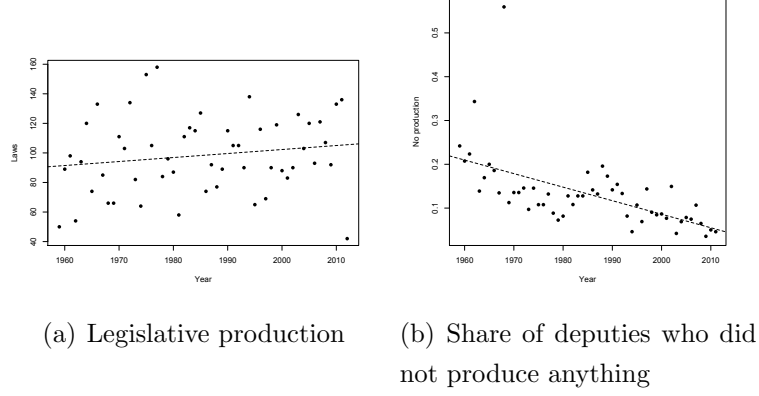 160
140
120
100
80
60
40
Laws
1960 1970 1980 1990 2000 2010
Year
0.5
0.4
0.3
0.2
0.1
No production
1960 1970 1980 1990 2000 2010
Year
(a) Legislative production
(b) Share of deputies who did
not produce anything